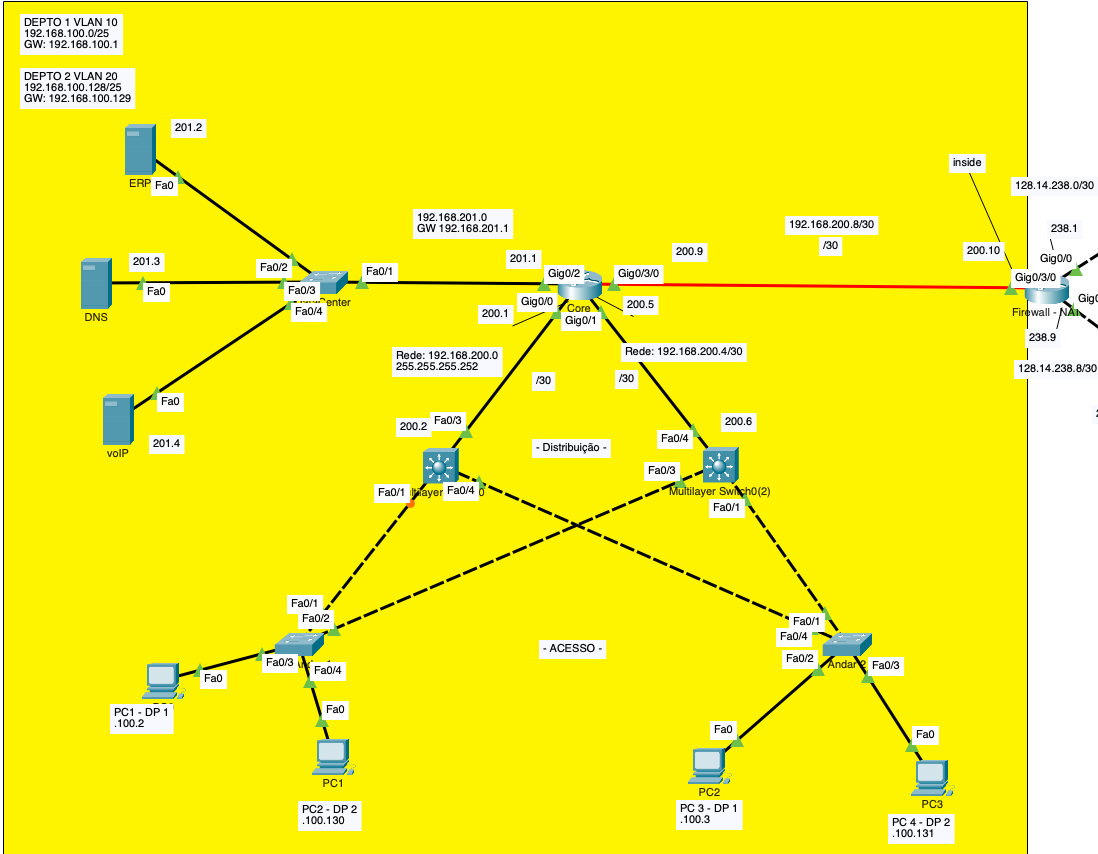 DEPTO 1 VLAN 10
192.168.100.0/25
GW: 192.168.100.1
DEPTO 2 VLAN 20
192.168.100.128/25
GW: 192.168.100.129
201.2
ERP
Fa0
inside
128.14.238.0/30
192.168.201.0
GW 192.168.201.1
192.168.200.8/30
/30
238.1
201.3
Fa0/2
Fa0/1
201.1
200.9
200.10
Gig0/0
Fa0
Fa0/3
Gig0/2
Gig0/3/0
Gig0/3/0
DNS
Fa0/4
Gig0/0
Core
200.5
Firewall - NAT
200.1
Gig0/1
238.9
Rede: 192.168.200.0
255.255.255.252
Rede: 192.168.200.4/30
/30
/30
128.14.238.8/30
Fa0
voIP
201.4
200.2
Fa0/3
- Distribuição -
200.6
Fa0/4
Fa0/1
Fa0/4
Fa0/3
Multilayer Switch0(2)
Fa0/1
Fa0/1
Fa0/2
Fa0/3
Fa0/4
- ACESSO -
Fa0/1
Fa0/4
Fa0/2
Andar 2
Fa0/3
Fa0
PC1 - DP 1
.100.2
Fa0
PC1
PC2 - DP 2
.100.130
Fa0
PC2
PC 3 - DP 1
.100.3
Fa0
PC3
PC 4 - DP 2
.100.131